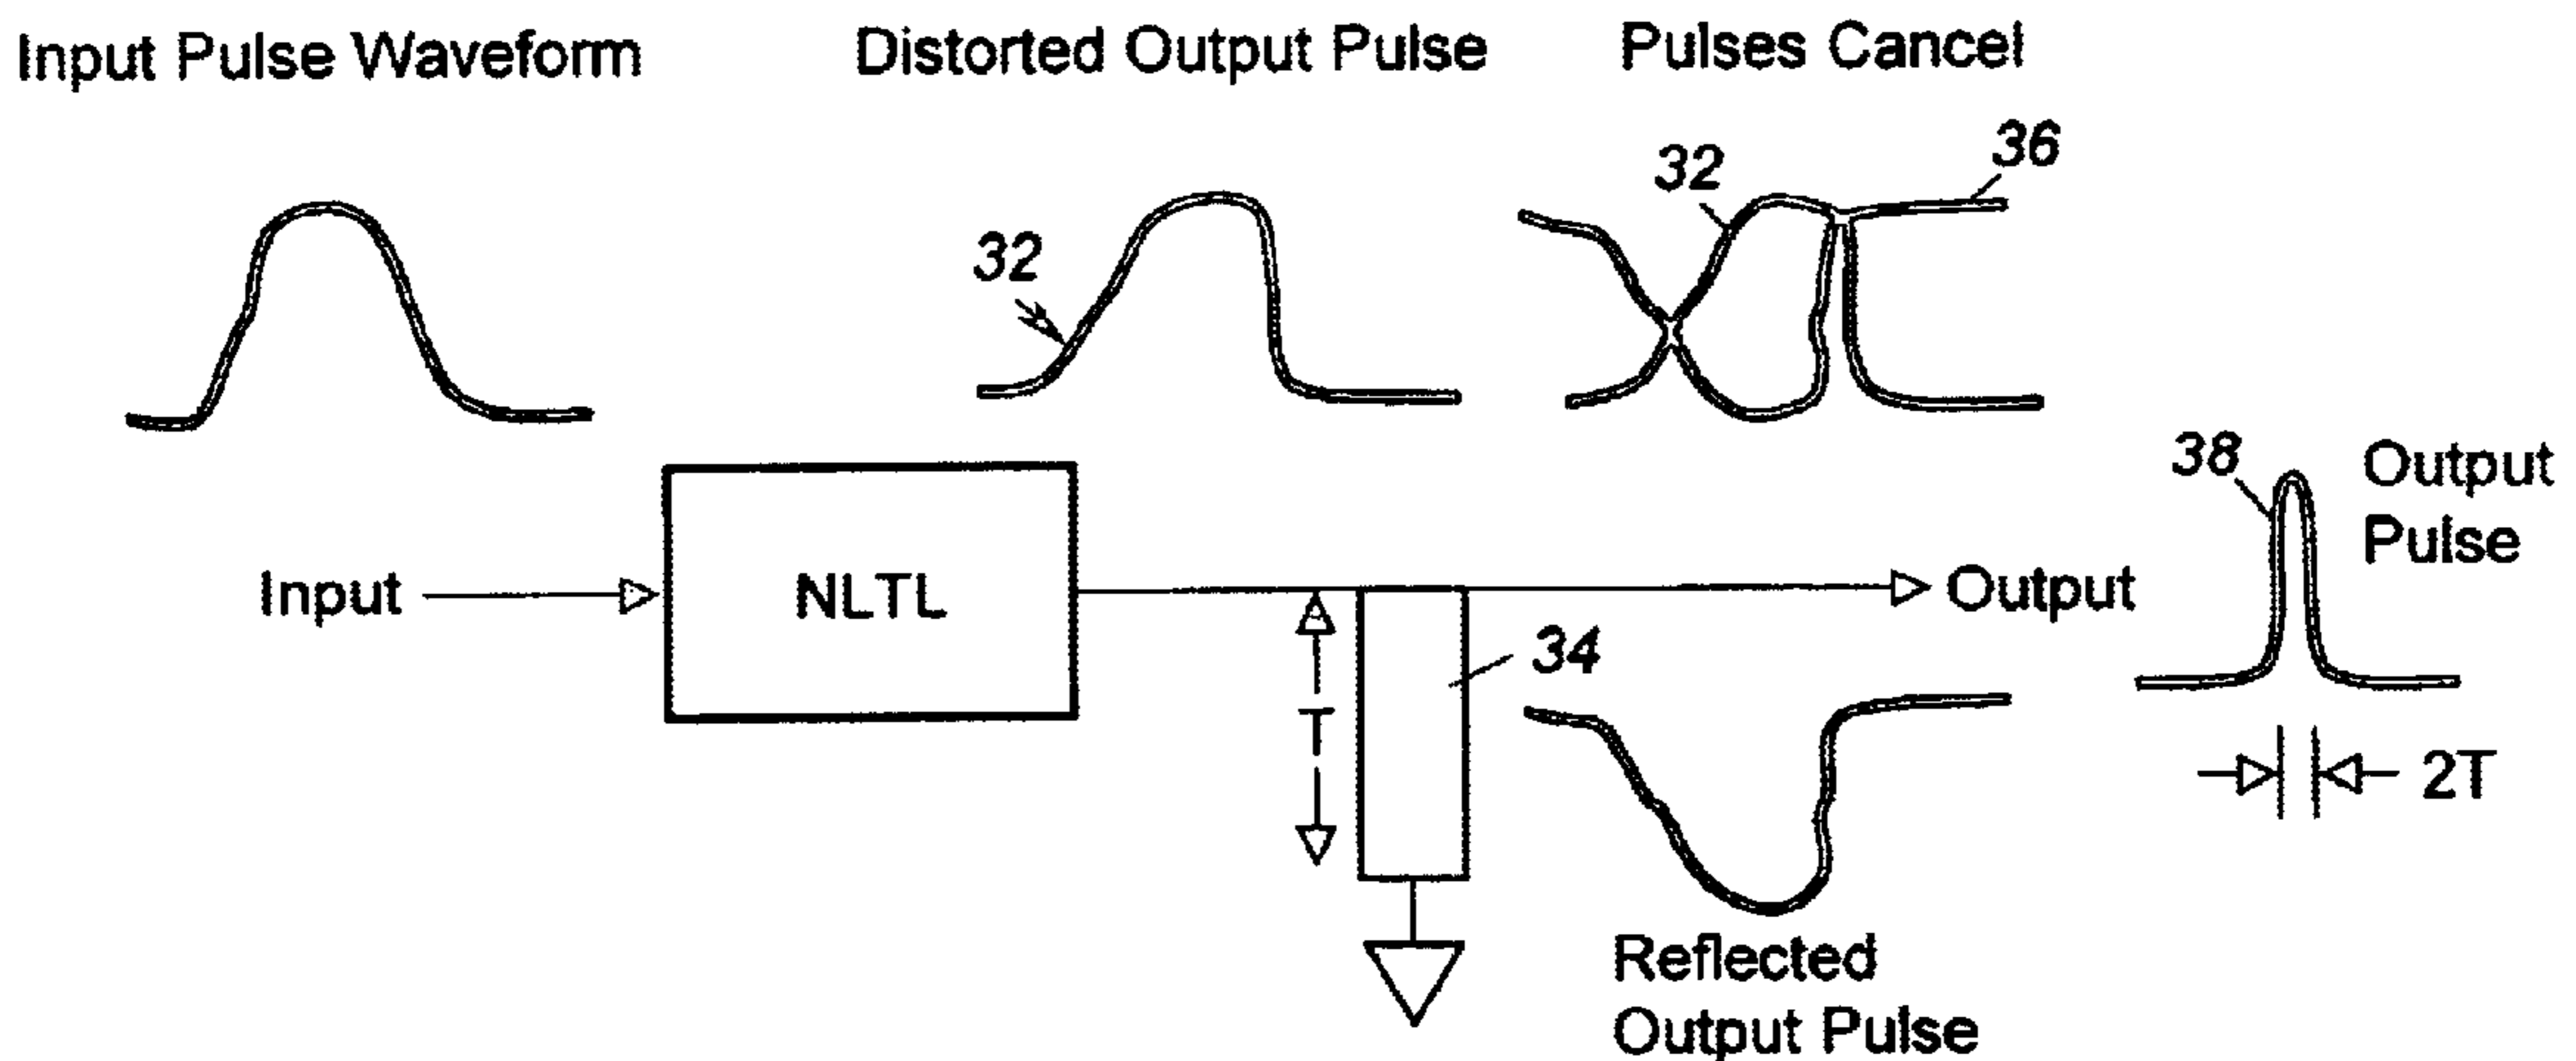 Input Pulse Waveform
Distorted Output Pulse
Pulses Cancel
32
32
36
38
Output
Pulse
Input
NLTL
Output
T
34
2T
Reflected
Output Pulse